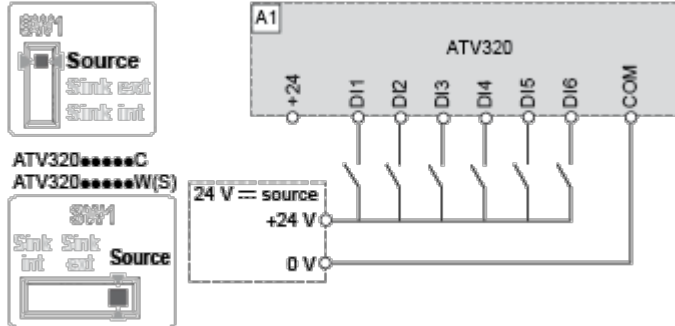 SW1
Source
Sink ext
Sink int
ATV320●●●●●C
ATV320●●●●●W(S)
SW1
Sink int
Sink ext
Source
A1
ATV320
+24
DI1
DI2
DI3
DI4
DI5
DI6
COM
24 V ⎓ source
+24 V
0 V